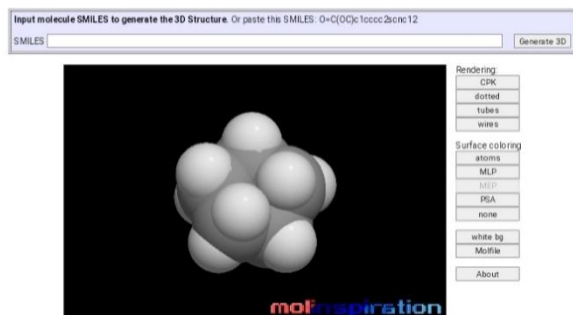 Input molecule SMILES to generate the 3D Structure. Or paste this SMILES: O=C(OC)c1cccc2scnc12
SMILES
Generate 3D
Rendering:
CPK
dotted
tubes
wires
Surface coloring
atoms
MLP
MEP
PSA
none
white bg
Molfile
About
molinspiration